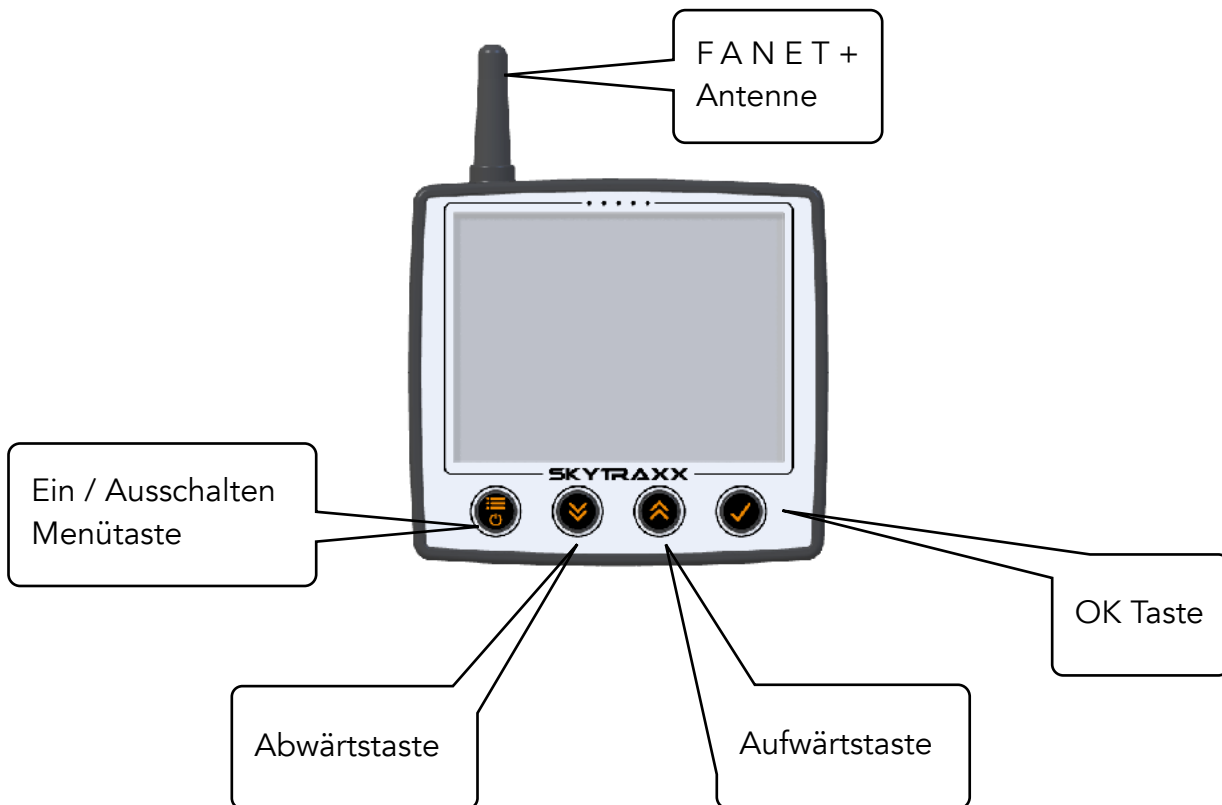 F A N E T +
Antenne
SKYTRAXX
Ein / Ausschalten
Menütaste
OK Taste
Abwärtstaste
Aufwärtstaste